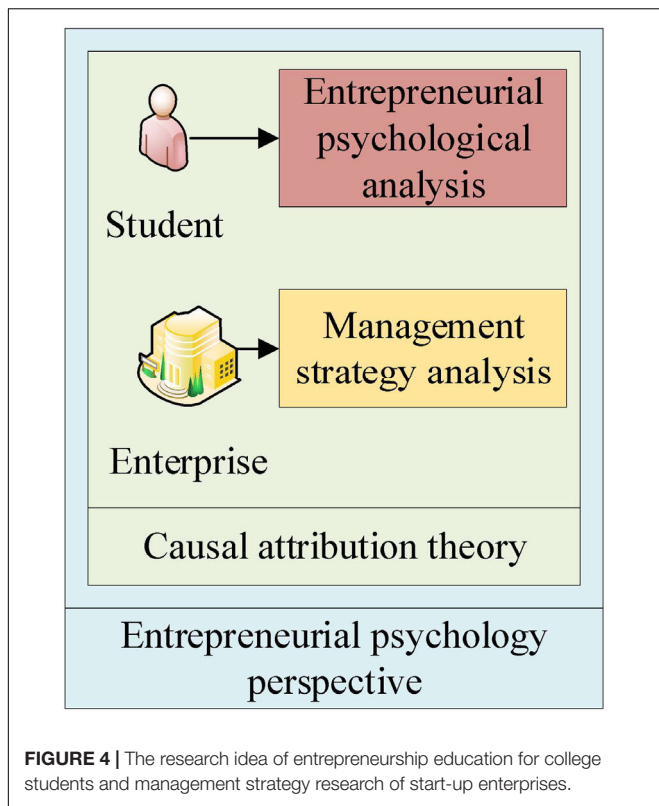 Entrepreneurial
psychological
analysis
Student
Management
strategy analysis
Enterprise
Causal attribution theory
Entrepreneurial psychology
perspective
FIGURE 4 | The research idea of entrepreneurship education for college
students and management strategy research of start-up enterprises.